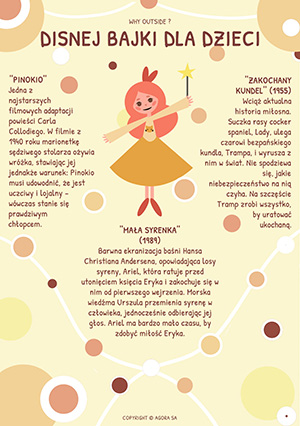 WHY OUTSIDE ?
DISNEJ BAJKI DLA DZIECI
"PINOKIO"
Jedna z
najstarszych
filmowych adaptacji
powieści Carla
Collodiego. W filmie z
1940 roku marionetkę
sędziwego stolarza ożywia
wróżka, stawiając jej
jednakże warunek: Pinokio
musi udowodnić, że jest
uczciwy i lojalny -
wówczas stanie się
prawdziwym
chłopcem.
"ZAKOCHANY
KUNDEL" (1955)
Wciąż aktualna
historia miłosna.
Suczka rasy cocker
spaniel, Lady, ulega
czarowi bezpańskiego
kundla, Trampa, i wyrusza z
nim w świat. Nie spodziewa
się, jakie
niebezpieczeństwo na nią
czyha. Na szczęście
Tramp zrobi wszystko,
by uratować
ukochaną.
"MAŁA SYRENKA"
(1989)
Barwna ekranizacja baśni Hansa
Christiana Andersena, opowiadająca losy
syreny, Ariel, która ratuje przed
utonięciem księcia Eryka i zakochuje się w
nim od pierwszego wejrzenia. Morska
wiedźma Urszula przemienia syrenę w
człowieka, jednocześnie odbierając jej
głos. Ariel ma bardzo mało czasu, by
zdobyć miłość Eryka.
COPYRIGHT © AGORA SA